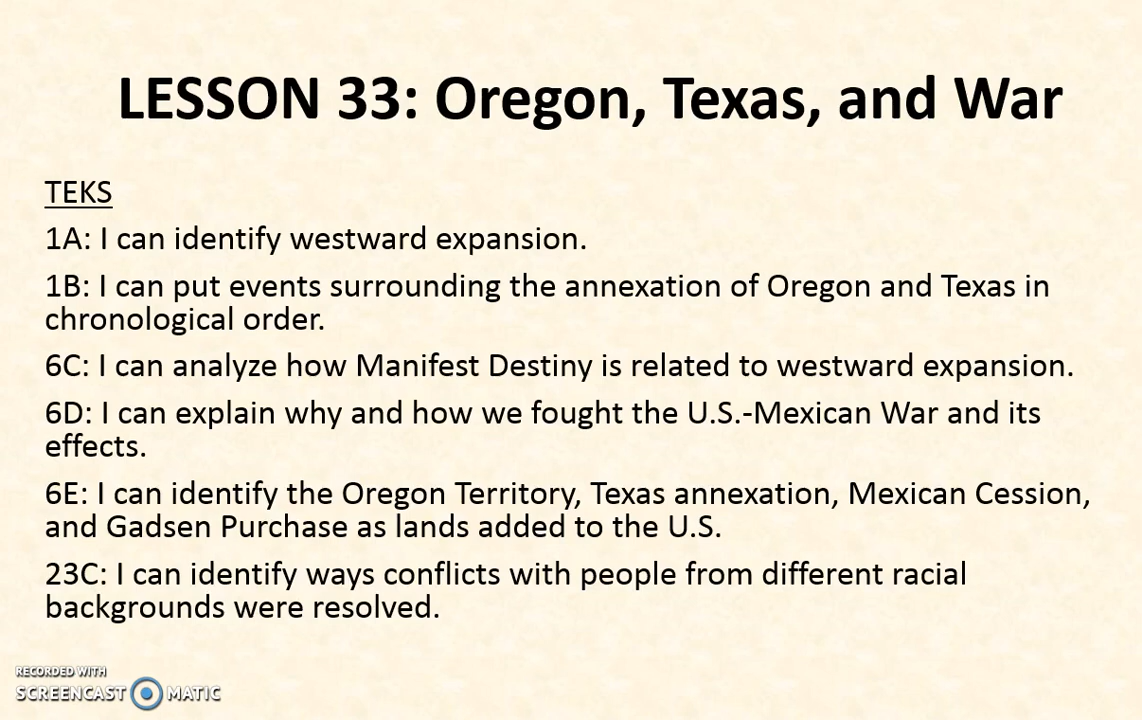 LESSON 33: Oregon, Texas, and War
TEKS
1A: I can identify westward expansion.
1B: I can put events surrounding the annexation of Oregon and Texas in
chronological order.
6C: I can analyze how Manifest Destiny is related to westward expansion.
6D: I can explain why and how we fought the U.S.-Mexican War and its
effects.
6E: I can identify the Oregon Territory, Texas annexation, Mexican Cession,
and Gadsen Purchase as lands added to the U.S.
23C: I can identify ways conflicts with people from different racial
backgrounds were resolved.
RECORDED WITH
SCREENCAST MATIC